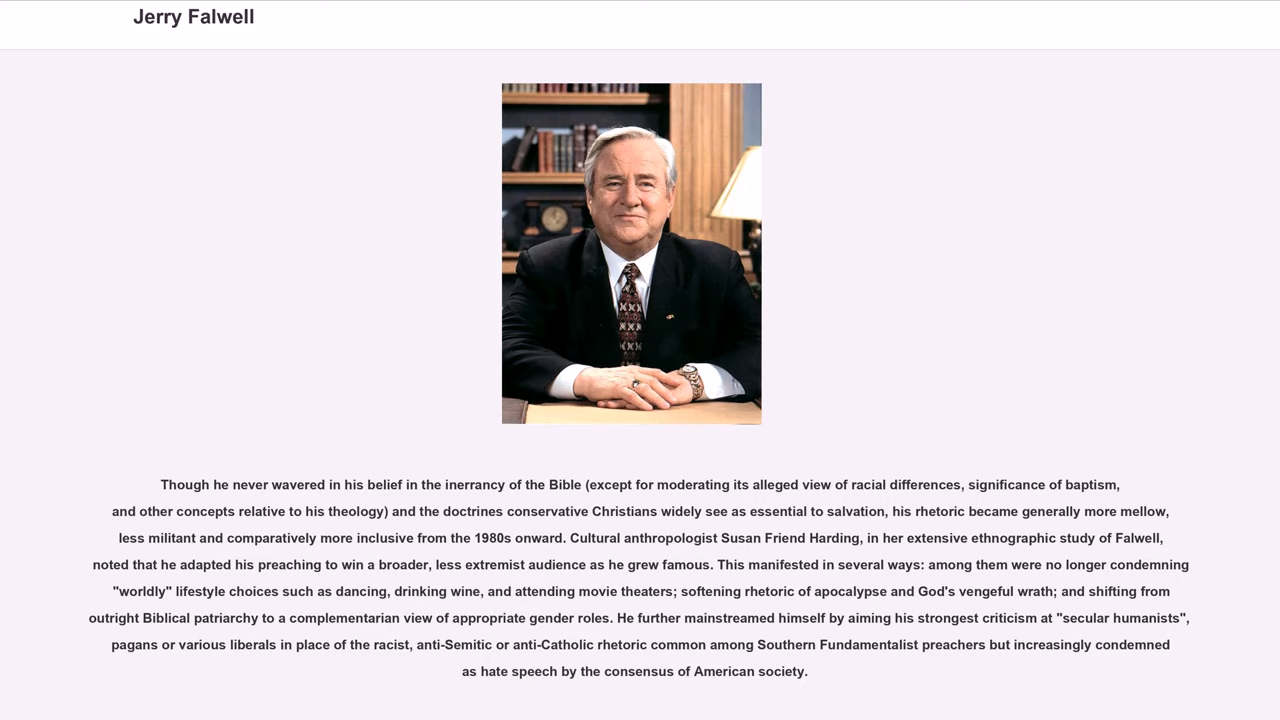 Jerry Falwell
Though he never wavered in his belief in the inerrancy of the Bible (except for moderating its alleged view of racial differences, significance of baptism,
and other concepts relative to his theology) and the doctrines conservative Christians widely see as essential to salvation, his rhetoric became generally more mellow,
less militant and comparatively more inclusive from the 1980s onward. Cultural anthropologist Susan Friend Harding, in her extensive ethnographic study of Falwell,
noted that he adapted his preaching to win a broader, less extremist audience as he grew famous. This manifested in several ways: among them were no longer condemning
"worldly" lifestyle choices such as dancing, drinking wine, and attending movie theaters; softening rhetoric of apocalypse and God's vengeful wrath; and shifting from
outright Biblical patriarchy to a complementarian view of appropriate gender roles. He further mainstreamed himself by aiming his strongest criticism at "secular humanists",
pagans or various liberals in place of the racist, anti-Semitic or anti-Catholic rhetoric common among Southern Fundamentalist preachers but increasingly condemned
as hate speech by the consensus of American society.